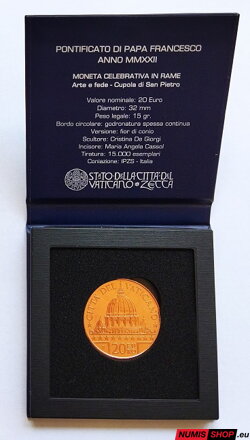 PONTIFICATO DI PAPA FRANCESCO
ANNO MMXXII
MONETA CELEBRATIVA IN RAME
Arte e fede - Cupola di San Pietro
Valore nominale: 20 Euro
Diametro: 32 mm
Peso legale: 15 gr.
Bordo circolare: godronatura spessa continua
Versione: fior di conio
Scultore: Cristina De Giorgi
Incisore: Maria Angela Cassol
Tiratura: 15.000 esemplari
Coniazione: IPZS - Italia
STATO DELLA CITTÀ DEL
VATICANO ZECCA
CITTÀ DEL VATICANO
20
NUMIS SHOP.eu